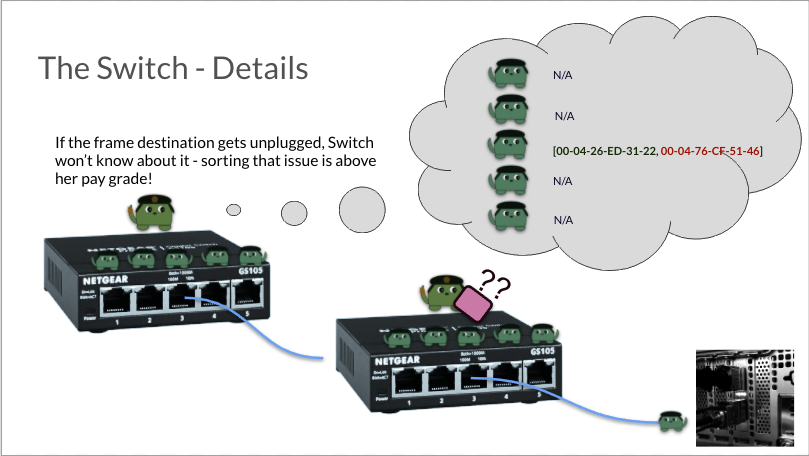 The Switch - Details
If the frame destination gets unplugged, Switch
won't know about it - sorting that issue is above
her pay grade!
N/A
N/A
[00-04-26-ED-31-22, 00-04-76-CF-51-46]
N/A
N/A
NETGEAR
GS105
1 2 3 4 5
Power
??
NETGEAR
GS105
1 2 3 4 5
Power